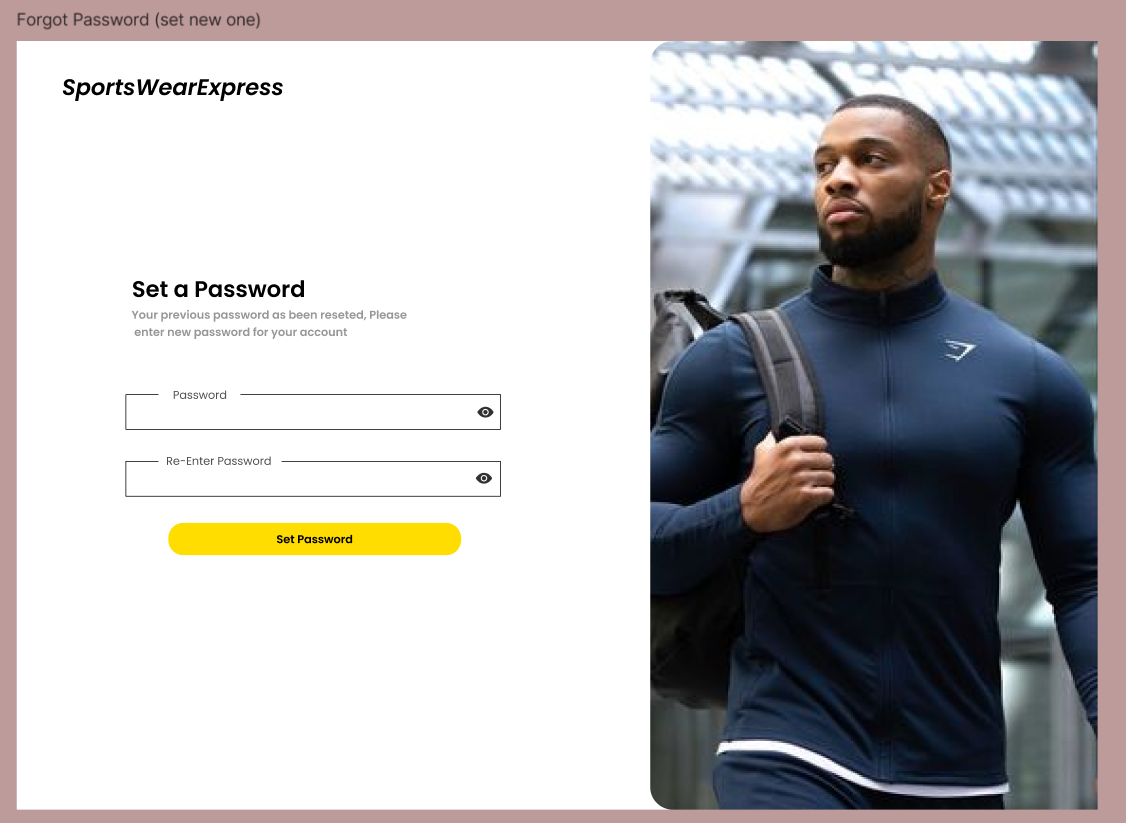 Forgot Password (set new one)
SportsWearExpress
Set a Password
Your previous password as been reseted, Please
enter new password for your account
Password
Re-Enter Password
Set Password